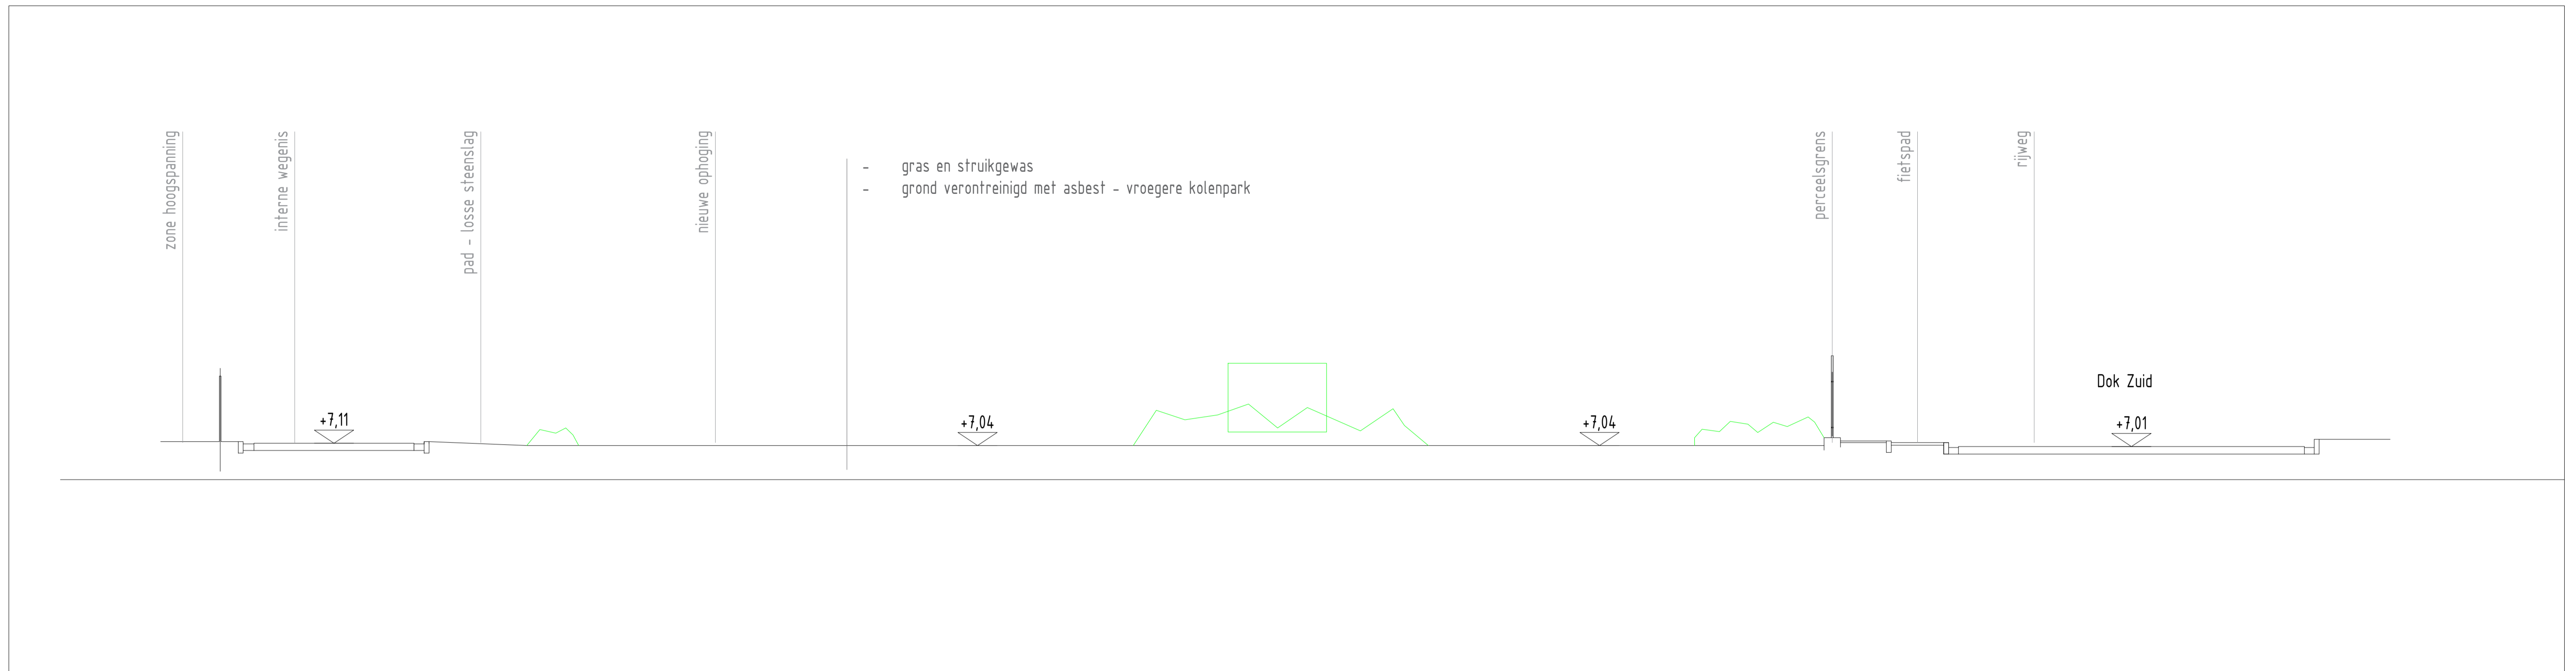 zone hoogspanning
interne wegenis
pad - losse steenslag
nieuwe ophoging
- gras en struikgewas
- grond verontreinigd met asbest - vroegere kolenpark
perceelsgrens
fietspad
rijweg
Dok Zuid
+7,11
+7,04
+7,04
+7,01